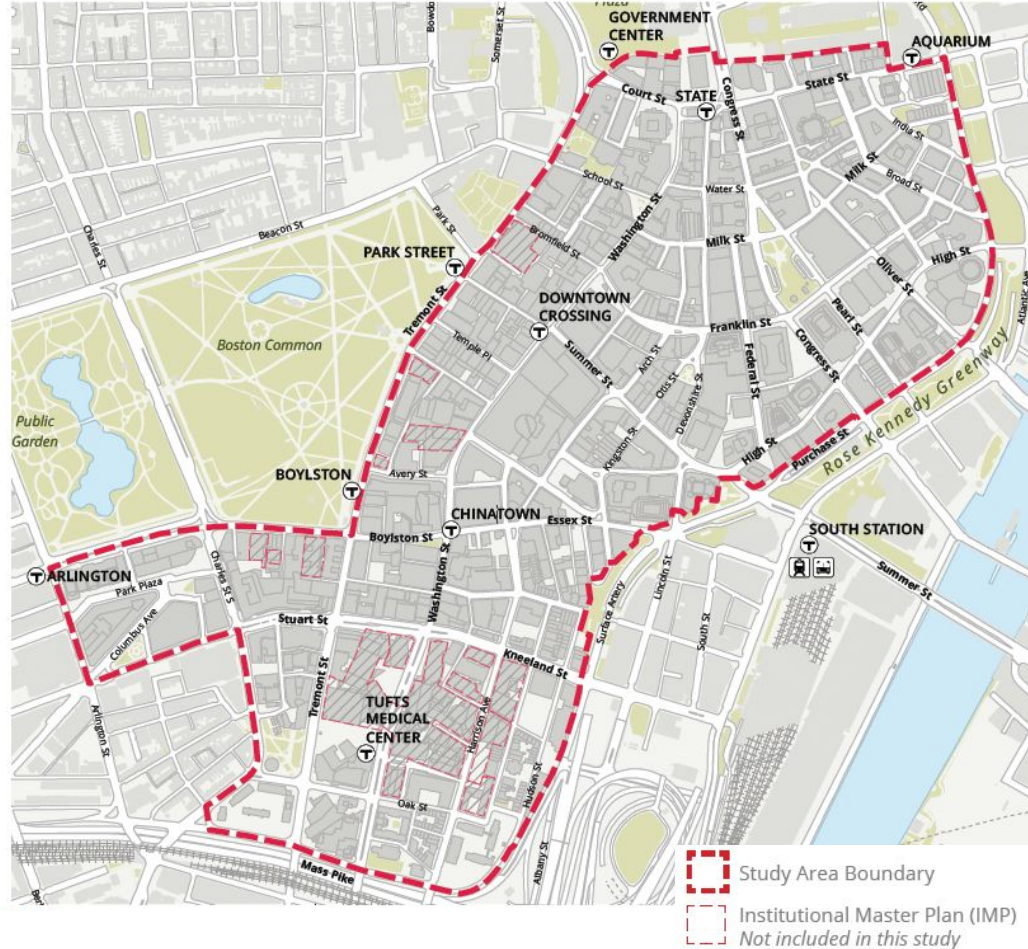 Plaza
GOVERNMENT
CENTER
AQUARIUM
Somerset St
Court St
STATE
Congress St
State St
India St
Milk St
Broad St
School St
Water St
Washington St
Park St
Beacon St
Charles St
Bromfield St
Milk St
High St
Oliver St
PARK STREET
Tremont St
DOWNTOWN
CROSSING
Franklin St
Pearl St
Congress St
Atlantic Ave
Boston Common
Temple Pl
Summer St
Arch St
Otis St
Devonshire St
Federal St
Public
Garden
Kingston St
High St
Purchase St
Rose Kennedy Greenway
Avery St
BOYLSTON
CHINATOWN
Essex St
Boylston St
SOUTH STATION
Summer St
ARLINGTON
Park Plaza
Charles St S
Columbus Ave
Washington St
Stuart St
Surface Artery
Lincoln St
South St
Kneeland St
Tremont St
TUFTS
MEDICAL
CENTER
Harrison Ave
Arlington St
Hudson St
Oak St
Albany St
Mass Pike
Study Area Boundary
Institutional Master Plan (IMP)
Not included in this study